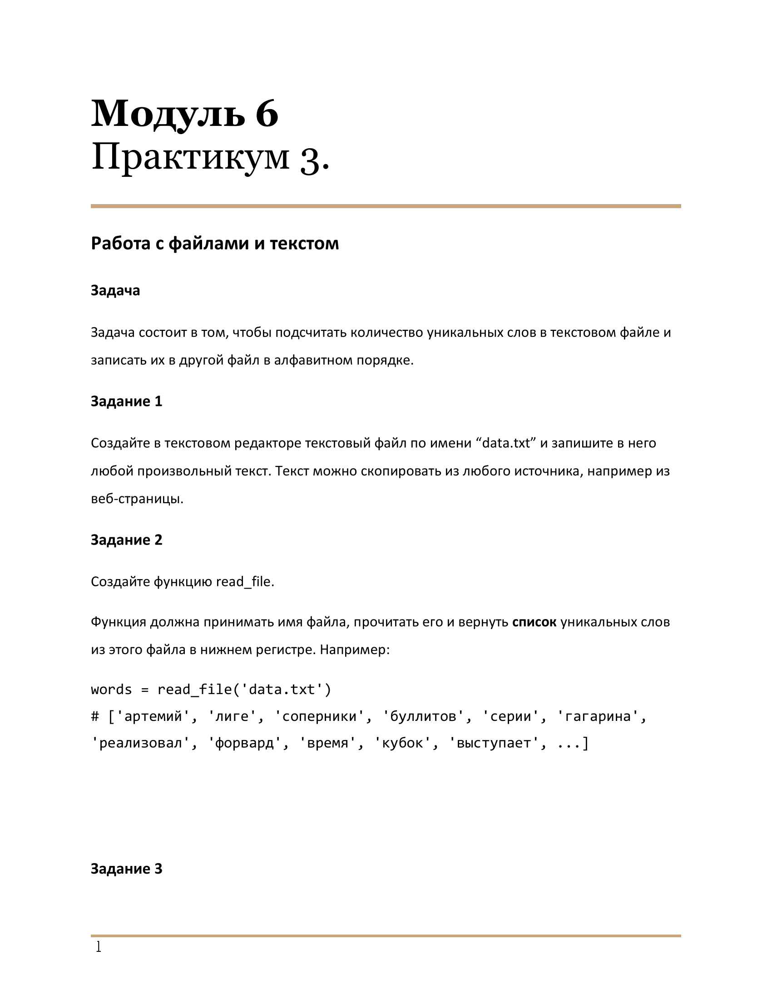 Модуль 6
Практикум 3.
Работа с файлами и текстом
Задача
Задача состоит в том, чтобы подсчитать количество уникальных слов в текстовом файле и
записать их в другой файл в алфавитном порядке.
Задание 1
Создайте в текстовом редакторе текстовый файл по имени “data.txt” и запишите в него
любой произвольный текст. Текст можно скопировать из любого источника, например из
веб-страницы.
Задание 2
Создайте функцию read_file.
Функция должна принимать имя файла, прочитать его и вернуть список уникальных слов
из этого файла в нижнем регистре. Например:
words = read_file('data.txt')
# ['артемий', 'лиге', 'соперники', 'буллитов', 'серии', 'гагарина',
'реализовал', 'форвард', 'время', 'кубок', 'выступает', ...]
Задание 3
1